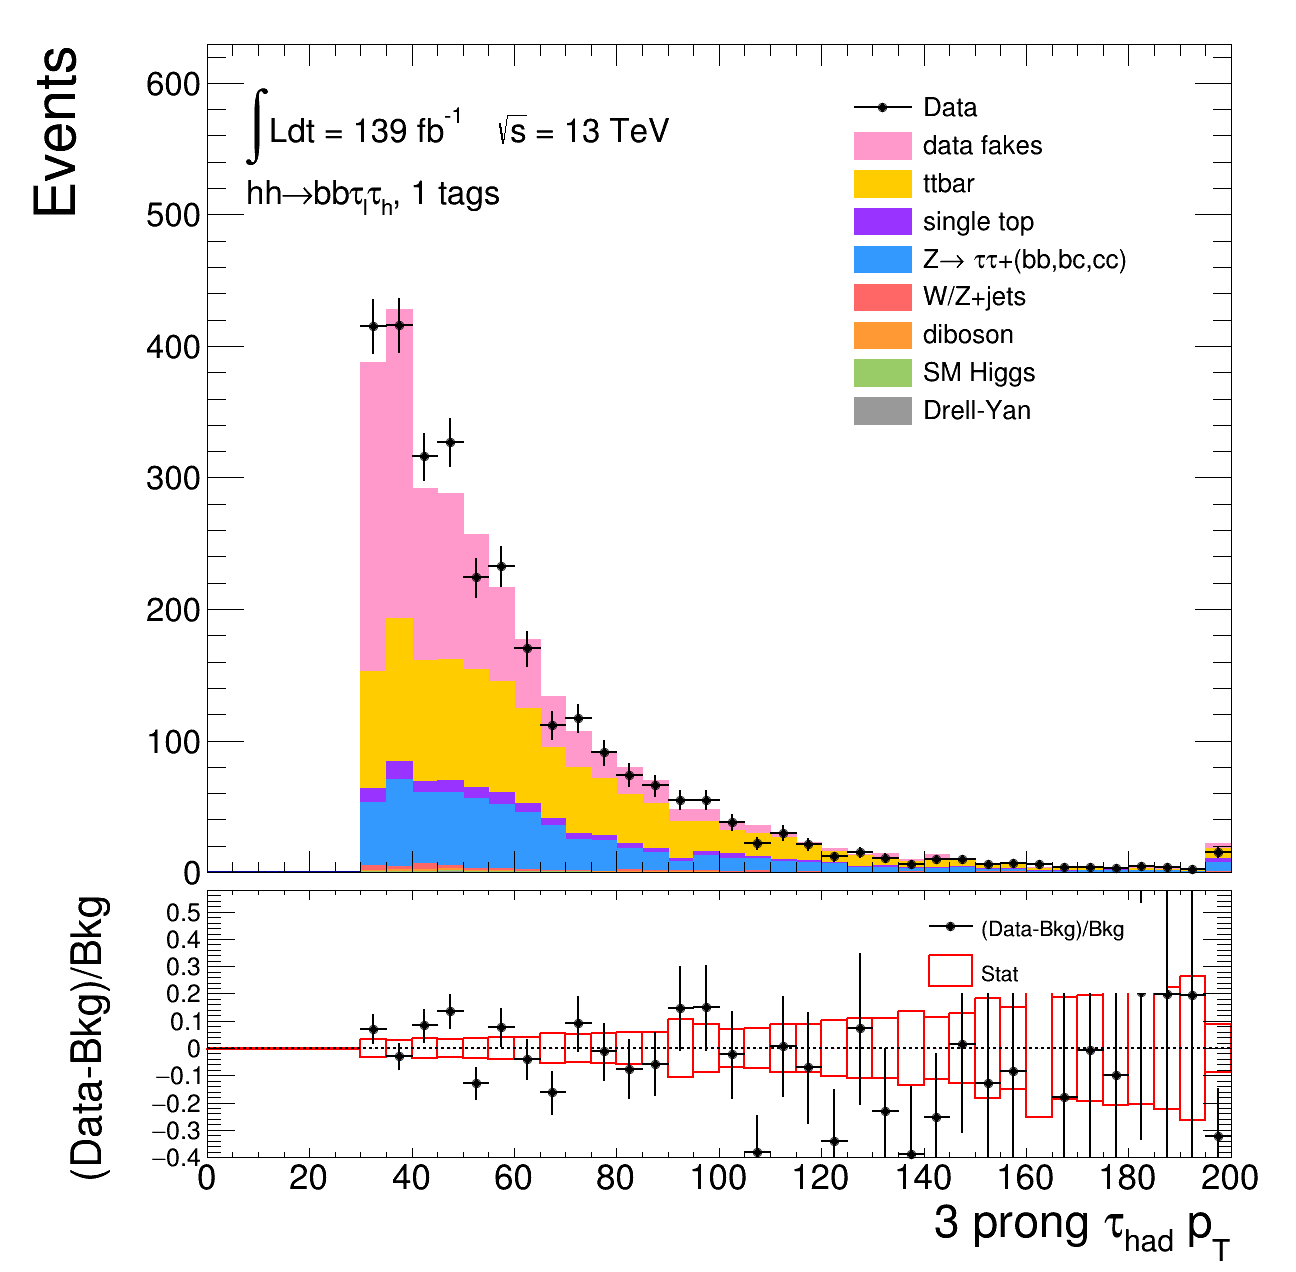 Events
600
500
400
300
200
100
0
∫Ldt = 139 fb⁻¹ √s = 13 TeV
hh→bbτₗτₕ, 1 tags
Data
data fakes
ttbar
single top
Z→ ττ+(bb,bc,cc)
W/Z+jets
diboson
SM Higgs
Drell-Yan
(Data-Bkg)/Bkg
0.5
0.4
0.3
0.2
0.1
0
−0.1
−0.2
−0.3
−0.4
(Data-Bkg)/Bkg
Stat
0 20 40 60 80 100 120 140 160 180 200
3 prong τ_had p_T